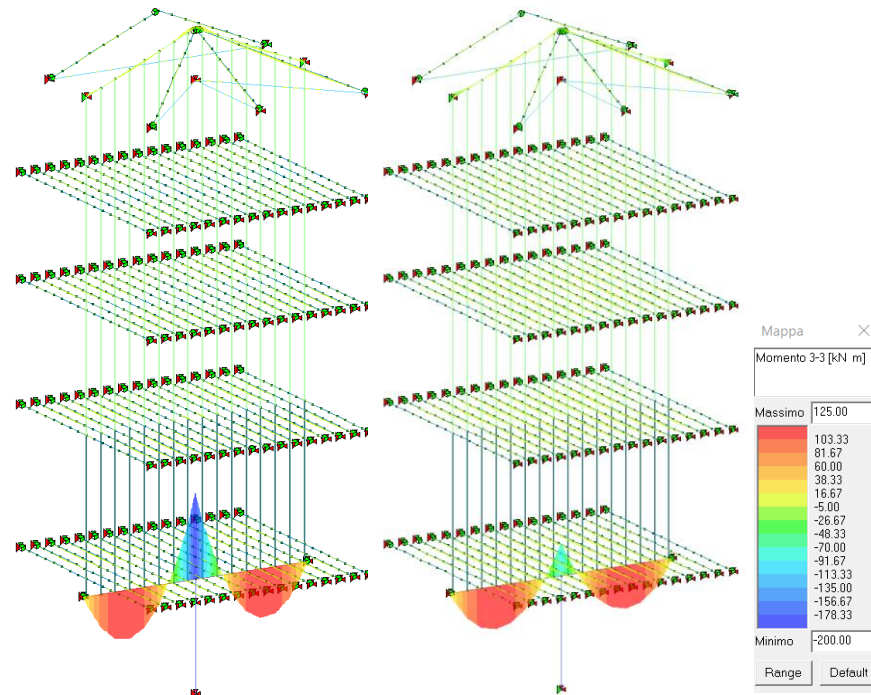 Mappa
Momento 3-3 [kN m]
Massimo 125.00
103.33
81.67
60.00
38.33
16.67
-5.00
-26.67
-48.33
-70.00
-91.67
-113.33
-135.00
-156.67
-178.33
Minimo -200.00
Range Default